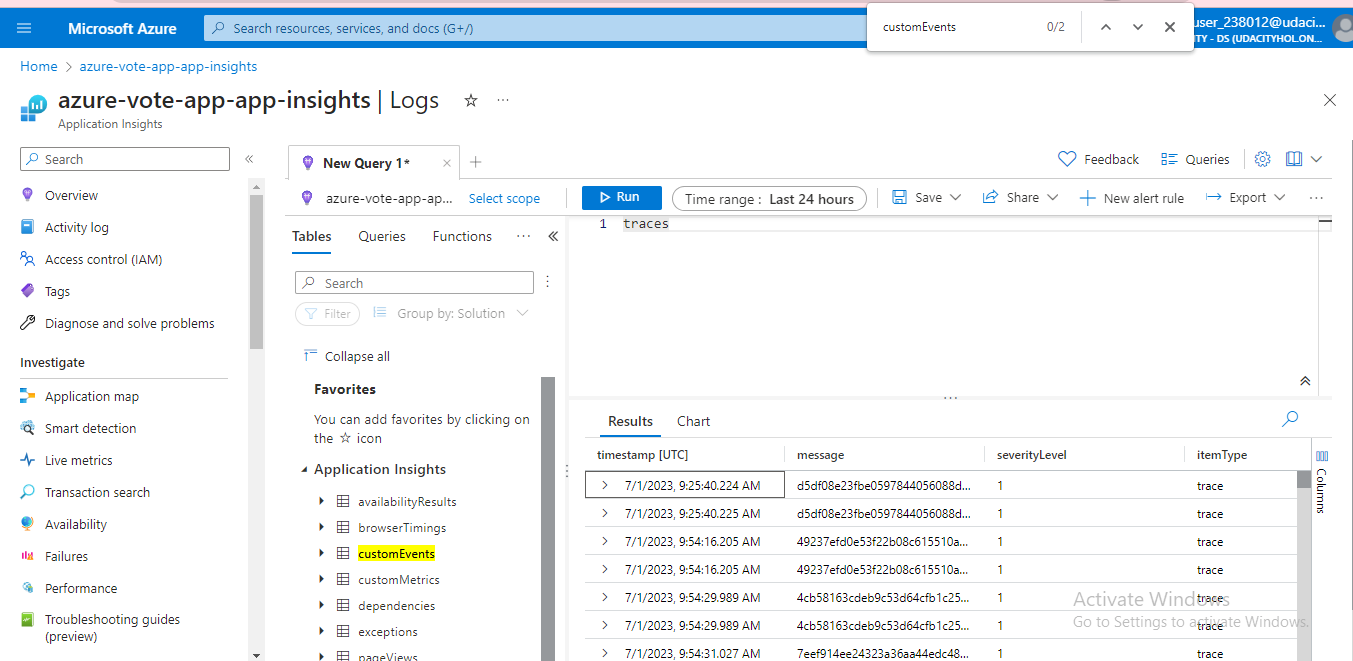 Microsoft Azure
Search resources, services, and docs (G+/)
customEvents 0/2
user_238012@udaci...
ITY - DS (UDACITYHOL.ON...
Home > azure-vote-app-app-insights
azure-vote-app-app-insights | Logs
Application Insights
Search
Overview
Activity log
Access control (IAM)
Tags
Diagnose and solve problems
Investigate
Application map
Smart detection
Live metrics
Transaction search
Availability
Failures
Performance
Troubleshooting guides
(preview)
New Query 1*
Feedback
Queries
azure-vote-app-ap...
Select scope
Run
Time range : Last 24 hours
Save
Share
New alert rule
Export
Tables
Queries
Functions
Search
Filter
Group by: Solution
Collapse all
Favorites
You can add favorites by clicking on
the ☆ icon
Application Insights
availabilityResults
browserTimings
customEvents
customMetrics
dependencies
exceptions
pageViews
1 traces
Results
Chart
timestamp [UTC] message severityLevel itemType
7/1/2023, 9:25:40.224 AM d5df08e23fbe0597844056088d... 1 trace
7/1/2023, 9:25:40.225 AM d5df08e23fbe0597844056088d... 1 trace
7/1/2023, 9:54:16.205 AM 49237efd0e53f22b08c615510a... 1 trace
7/1/2023, 9:54:16.205 AM 49237efd0e53f22b08c615510a... 1 trace
7/1/2023, 9:54:29.989 AM 4cb58163cdeb9c53d64cfb1c25... 1 trace
7/1/2023, 9:54:29.989 AM 4cb58163cdeb9c53d64cfb1c25... 1 trace
7/1/2023, 9:54:31.027 AM 7eef914ee24323a36aa44edc48... 1 trace
Columns
Activate Windows
Go to Settings to activate Windows.